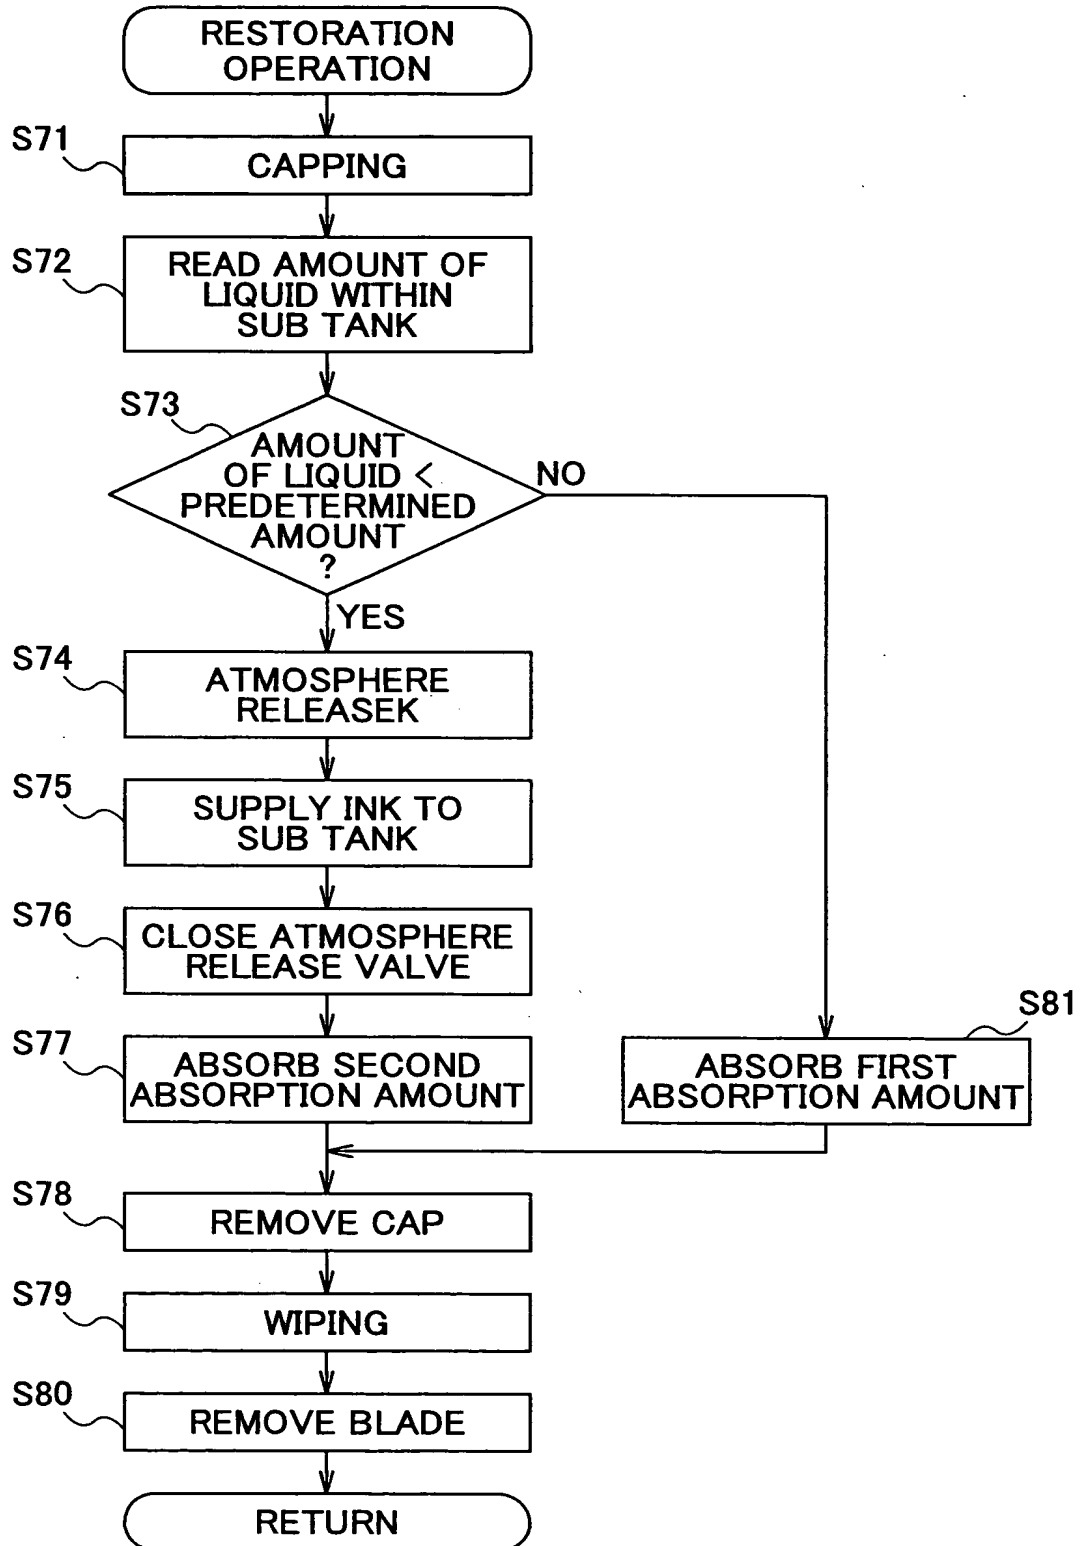 RESTORATION
OPERATION
S71
CAPPING
S72
READ AMOUNT OF
LIQUID WITHIN
SUB TANK
S73
AMOUNT
OF LIQUID <
PREDETERMINED
AMOUNT
?
NO
YES
S74
ATMOSPHERE
RELEASEK
S75
SUPPLY INK TO
SUB TANK
S76
CLOSE ATMOSPHERE
RELEASE VALVE
S77
ABSORB SECOND
ABSORPTION AMOUNT
S81
ABSORB FIRST
ABSORPTION AMOUNT
S78
REMOVE CAP
S79
WIPING
S80
REMOVE BLADE
RETURN